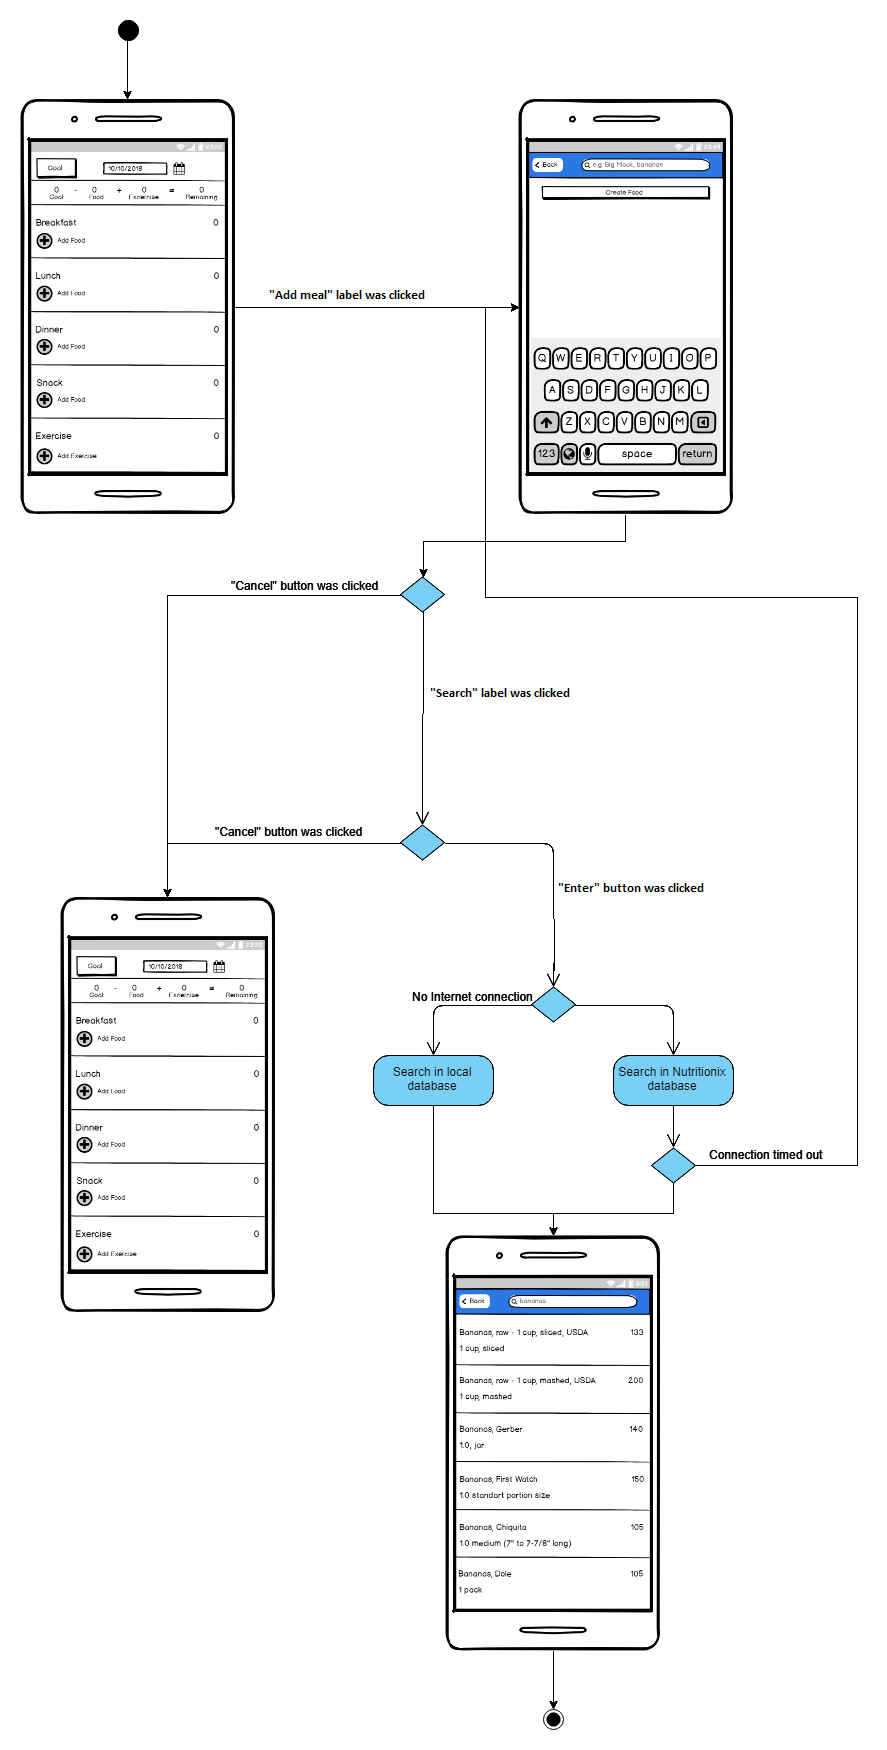 23:20
Goal
10/10/2018
0 - 0 + 0 = 0
Goal Food Excercise Remaining
Breakfast 0
Add Food
Lunch 0
Add Food
Dinner 0
Add Food
Snack 0
Add Food
Exercise 0
Add Exercise
"Add meal" label was clicked
Back
e.g. Big Mack, bananas
Create Food
Q W E R T Y U I O P
A S D F G H J K L
Z X C V B N M
123 space return
"Cancel" button was clicked
"Search" label was clicked
"Cancel" button was clicked
"Enter" button was clicked
23:20
Goal
10/10/2018
0 - 0 + 0 = 0
Goal Food Excercise Remaining
Breakfast 0
Add Food
Lunch 0
Add Food
Dinner 0
Add Food
Snack 0
Add Food
Exercise 0
Add Exercise
No Internet connection
Search in local
database
Search in Nutritionix
database
Connection timed out
Back
bananas
Bananas, raw - 1 cup, sliced, USDA 133
1 cup, sliced
Bananas, raw - 1 cup, mashed, USDA 200
1 cup, mashed
Bananas, Gerber 140
1.0, jar
Bananas, First Watch 150
1.0 standart portion size
Bananas, Chiquita 105
1.0 medium (7" to 7-7/8" long)
Bananas, Dole 105
1 pack